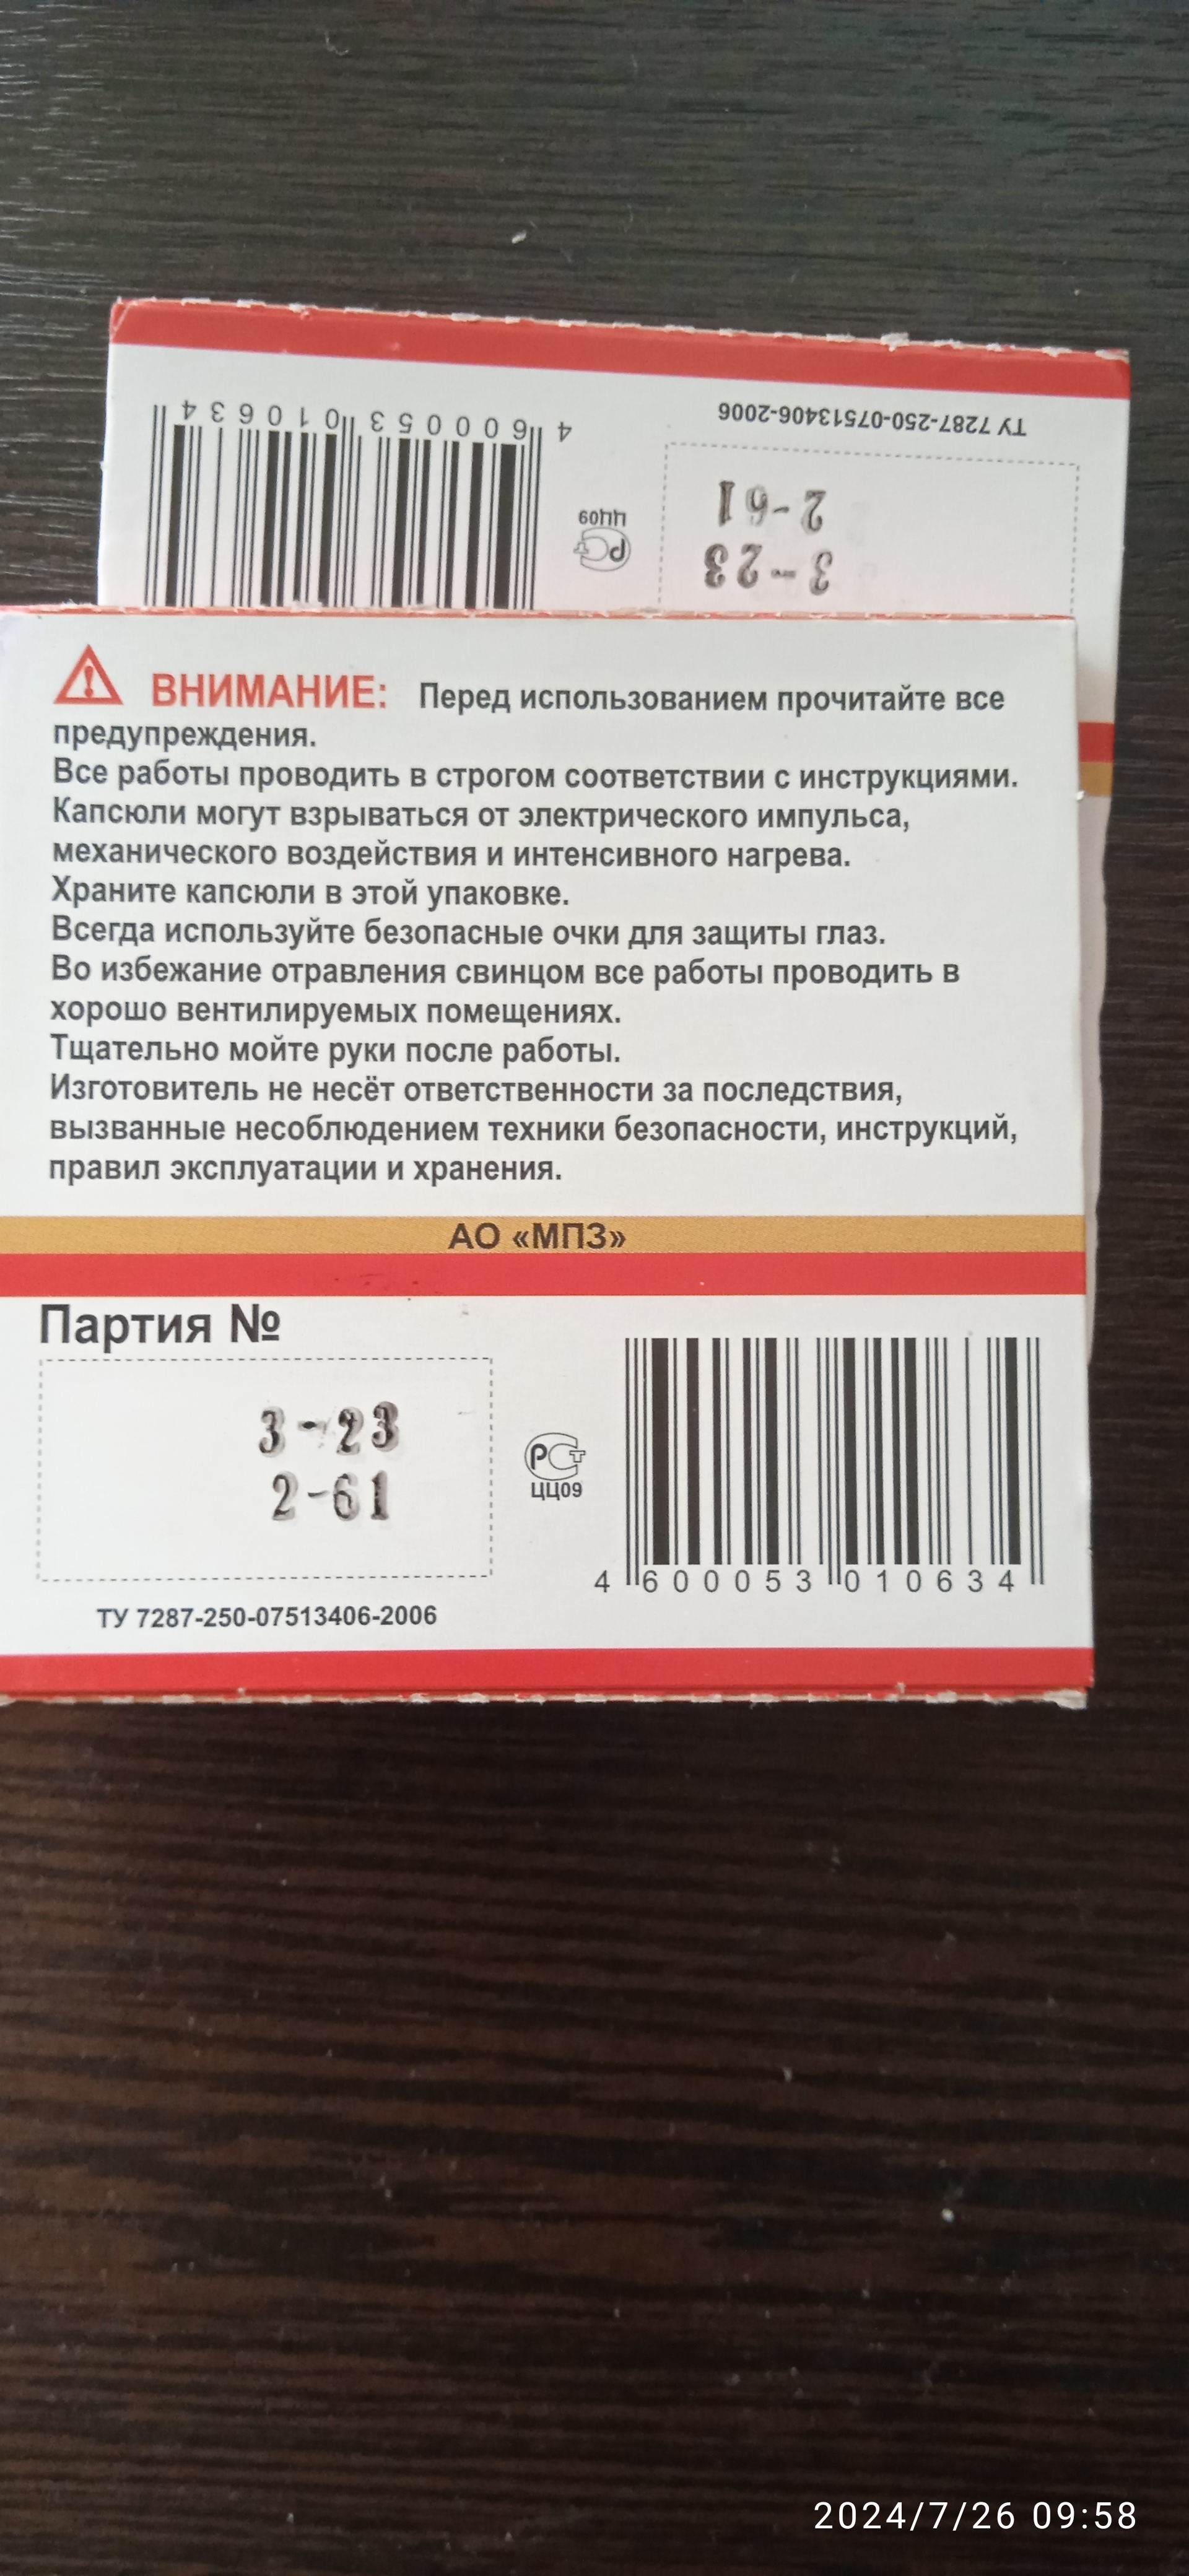 4 600053 010634
ТУ 7287-250-07513406-2006
ЦЦ09
2-61
3-23
ВНИМАНИЕ: Перед использованием прочитайте все
предупреждения.
Все работы проводить в строгом соответствии с инструкциями.
Капсюли могут взрываться от электрического импульса,
механического воздействия и интенсивного нагрева.
Храните капсюли в этой упаковке.
Всегда используйте безопасные очки для защиты глаз.
Во избежание отравления свинцом все работы проводить в
хорошо вентилируемых помещениях.
Тщательно мойте руки после работы.
Изготовитель не несёт ответственности за последствия,
вызванные несоблюдением техники безопасности, инструкций,
правил эксплуатации и хранения.
АО «МПЗ»
Партия №
3-23
2-61
РСТ
ЦЦ09
4 600053 010634
ТУ 7287-250-07513406-2006
2024/7/26 09:58